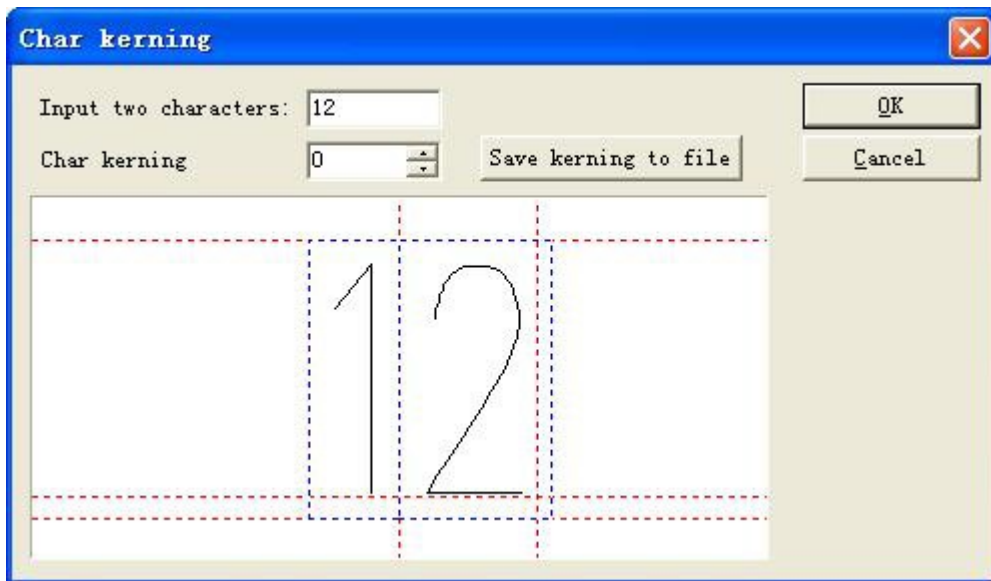 Char kerning
Input two characters: 12 OK
Char kerning 0 Save kerning to file Cancel
12